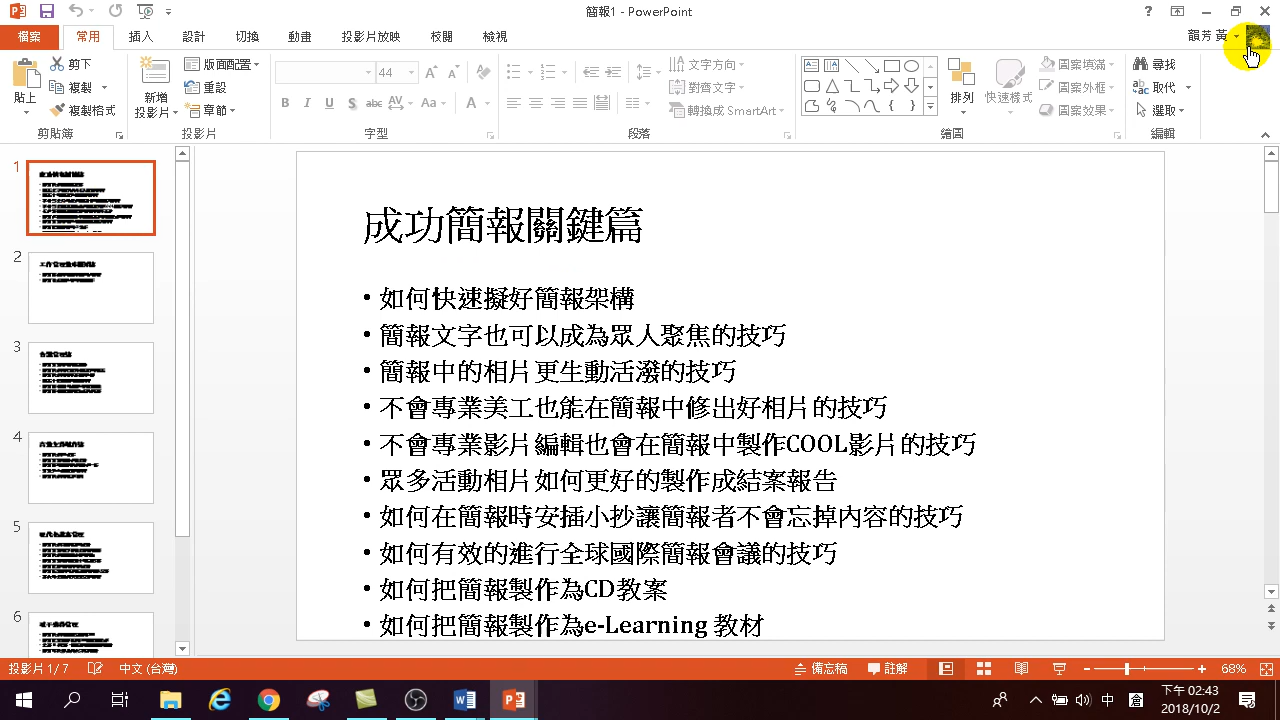 簡報1 - PowerPoint
檔案 常用 插入 設計 切換 動畫 投影片放映 校閱 檢視 韻芳 黃
貼上
剪下
複製
複製格式
剪貼簿
新增
投影片
版面配置
重設
章節
投影片
44
B I U S abc AV Aa A
字型
文字方向
對齊文字
轉換成 SmartArt
段落
排列
快速樣式
圖案填滿
圖案外框
圖案效果
繪圖
尋找
取代
選取
編輯
1
2
3
4
5
6
成功簡報關鍵篇
• 如何快速擬好簡報架構
• 簡報文字也可以成為眾人聚焦的技巧
• 簡報中的相片更生動活潑的技巧
• 不會專業美工也能在簡報中修出好相片的技巧
• 不會專業影片編輯也會在簡報中製作COOL影片的技巧
• 眾多活動相片如何更好的製作成結案報告
• 如何在簡報時安插小抄讓簡報者不會忘掉內容的技巧
• 如何有效的進行全球國際簡報會議的技巧
• 如何把簡報製作為CD教案
• 如何把簡報製作為e-Learning 教材
投影片 1 / 7 中文 (台灣) 備忘稿 註解 68%
中
下午 02:43
2018/10/2